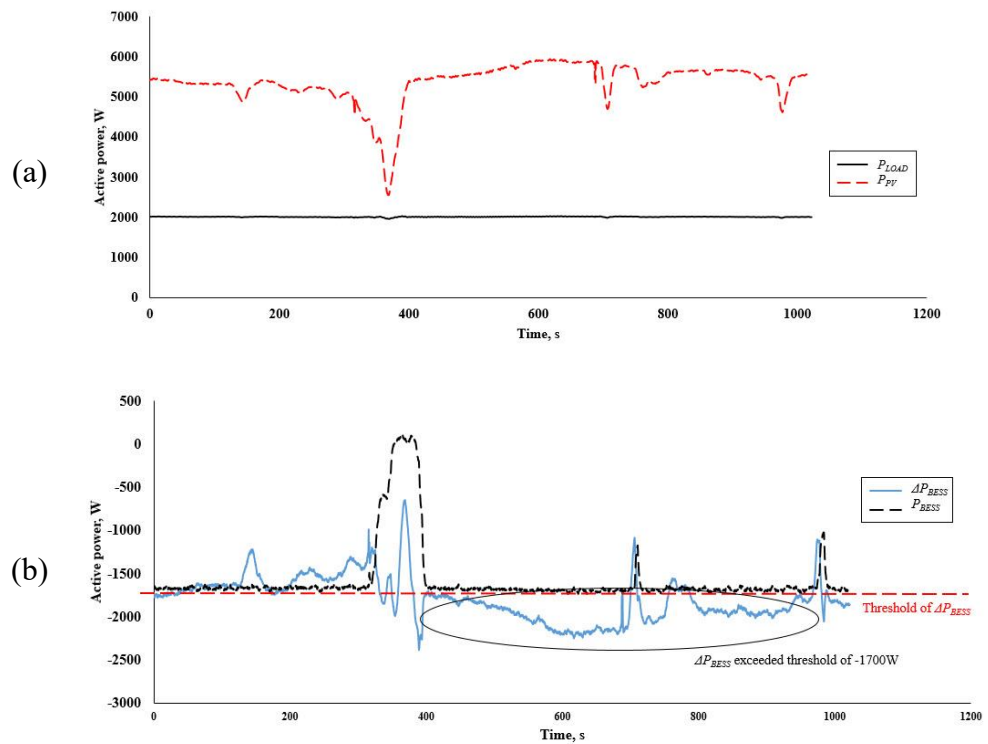 (a)
Active power, W
7000
6000
5000
4000
3000
2000
1000
0
0 200 400 600 800 1000 1200
Time, s
P_LOAD
P_PV
(b)
Active power, W
500
0
-500
-1000
-1500
-2000
-2500
-3000
0 200 400 600 800 1000 1200
Time, s
ΔP_BESS
P_BESS
Threshold of ΔP_BESS
ΔP_BESS exceeded threshold of -1700W